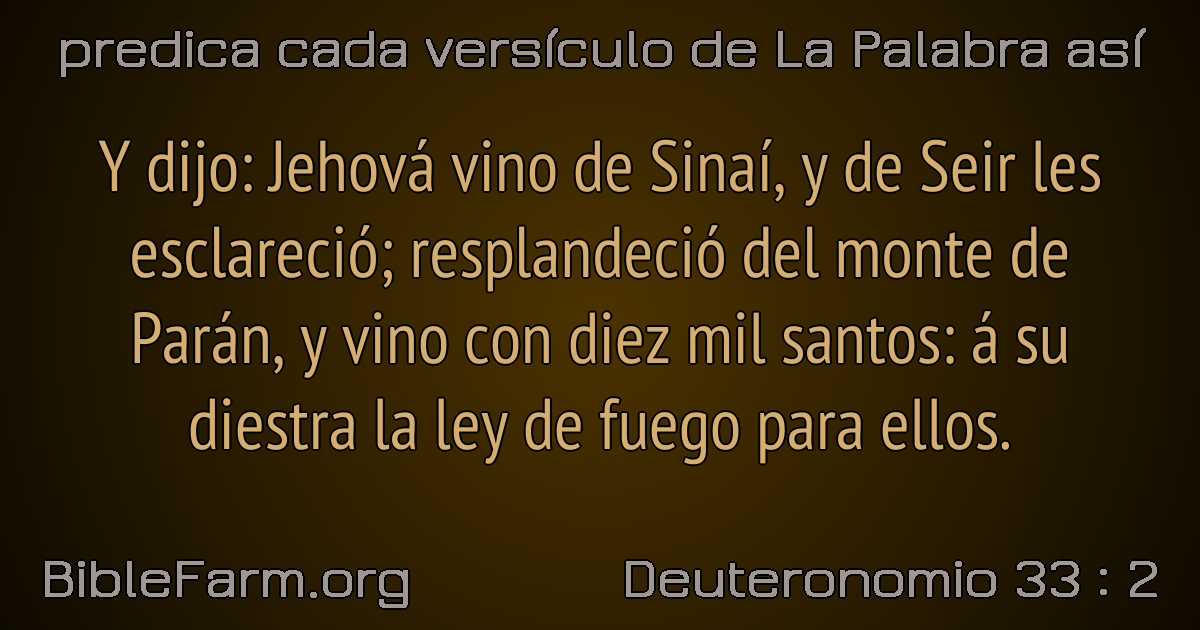 predica cada versículo de La Palabra así
Y dijo: Jehová vino de Sinaí, y de Seir les
esclareció; resplandeció del monte de
Parán, y vino con diez mil santos: á su
diestra la ley de fuego para ellos.
BibleFarm.org
Deuteronomio 33 : 2